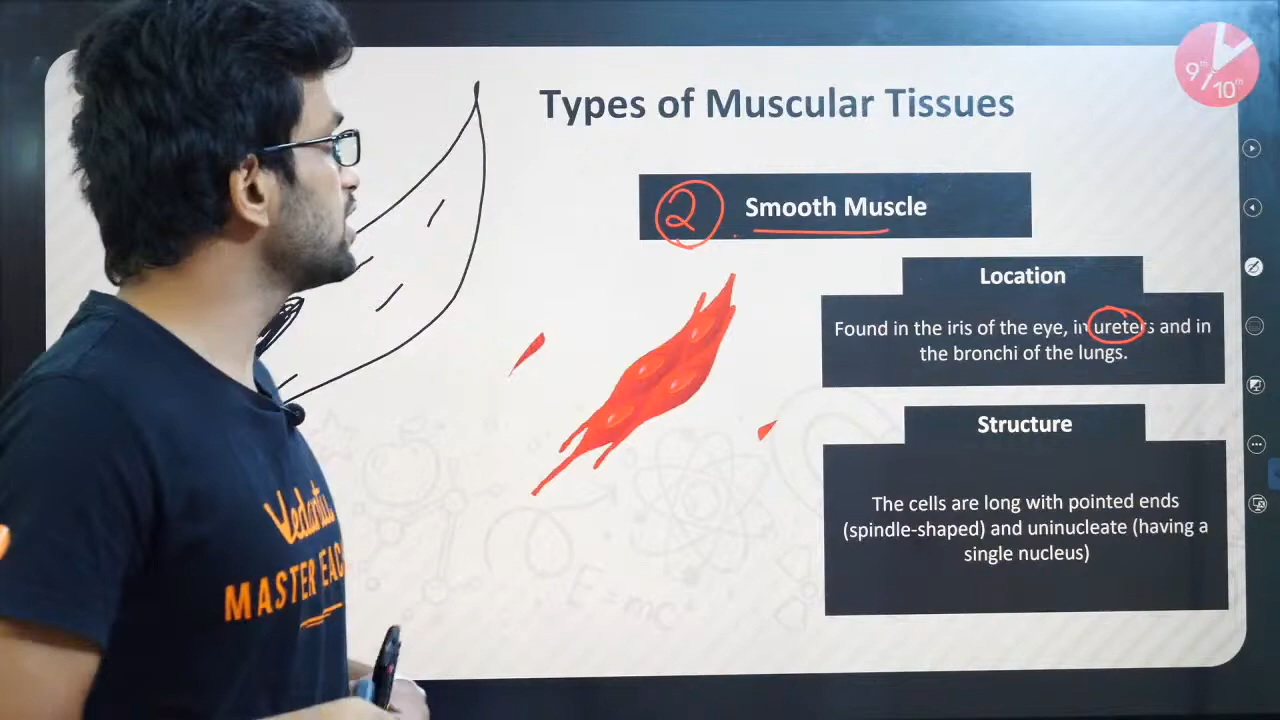 Types of Muscular Tissues
9th
10th
2
Smooth Muscle
Location
Found in the iris of the eye, in ureters and in
the bronchi of the lungs.
Structure
The cells are long with pointed ends
(spindle-shaped) and uninucleate (having a
single nucleus)
E=mc²
Vedantu
MASTER TEAC